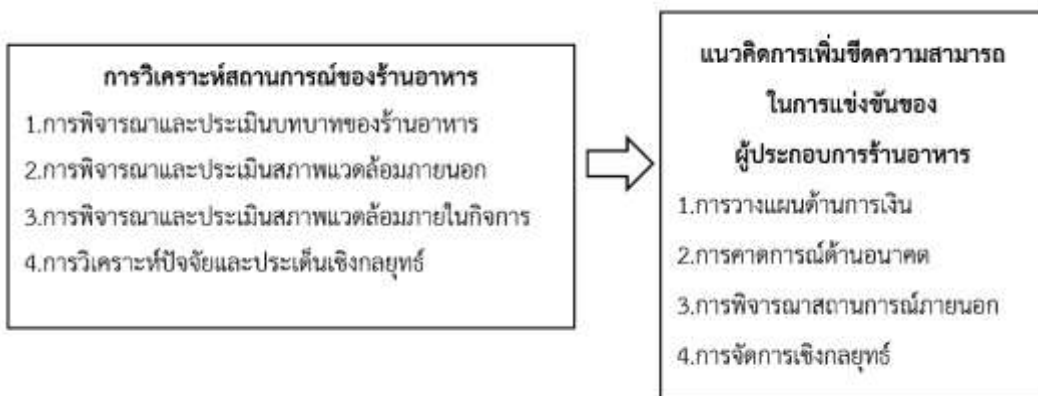 การวิเคราะห์สถานการณ์ของร้านอาหาร
1.การพิจารณาและประเมินบทบาทของร้านอาหาร
2.การพิจารณาและประเมินสภาพแวดล้อมภายนอก
3.การพิจารณาและประเมินสภาพแวดล้อมภายในกิจการ
4.การวิเคราะห์ปัจจัยและประเด็นเชิงกลยุทธ์
แนวคิดการเพิ่มขีดความสามารถ
ในการแข่งขันของ
ผู้ประกอบการร้านอาหาร
1.การวางแผนด้านการเงิน
2.การคาดการณ์ด้านอนาคต
3.การพิจารณาสถานการณ์ภายนอก
4.การจัดการเชิงกลยุทธ์